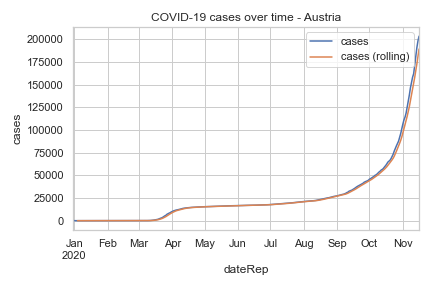 COVID-19 cases over time - Austria
cases
cases (rolling)
200000
175000
150000
125000
100000
75000
50000
25000
0
cases
Jan Feb Mar Apr May Jun Jul Aug Sep Oct Nov
2020
dateRep